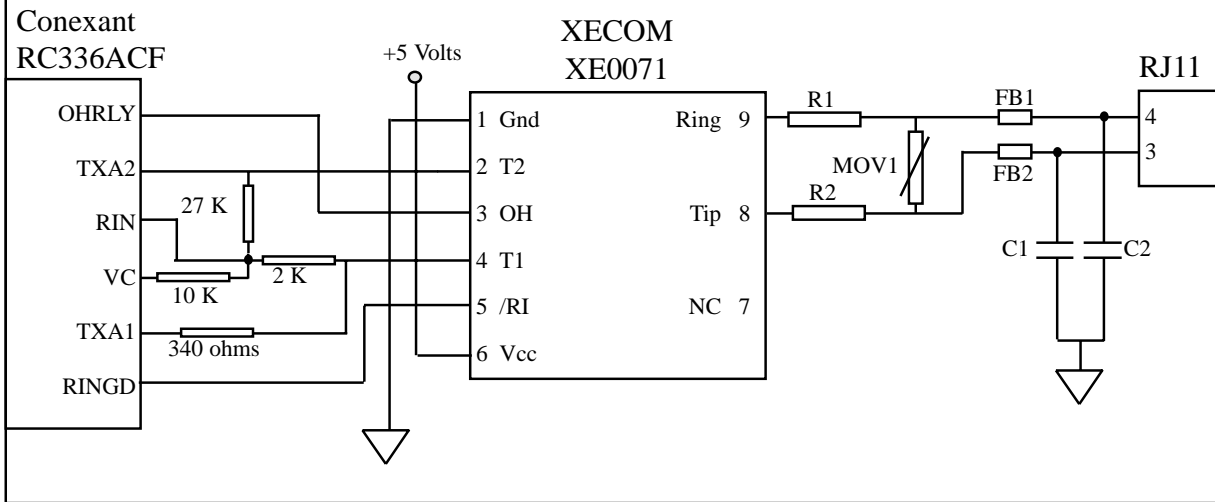 Conexant
RC336ACF
OHRLY
TXA2
RIN
VC
TXA1
RINGD
27 K
2 K
10 K
340 ohms
+5 Volts
XECOM
XE0071
1 Gnd
2 T2
3 OH
4 T1
5 /RI
6 Vcc
Ring 9
Tip 8
NC 7
R1
R2
MOV1
FB1
FB2
C1
C2
RJ11
4
3